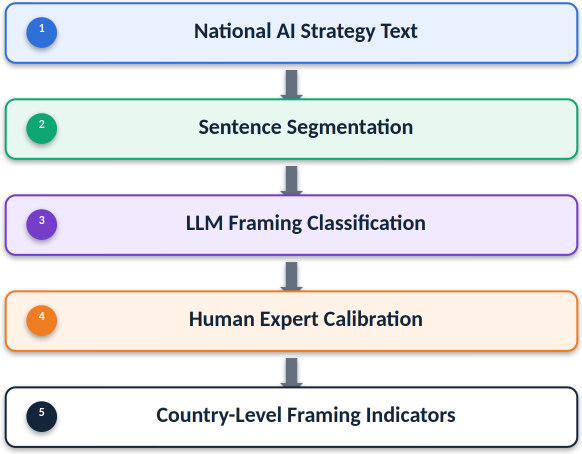 1
National AI Strategy Text
2
Sentence Segmentation
3
LLM Framing Classification
4
Human Expert Calibration
5
Country-Level Framing Indicators